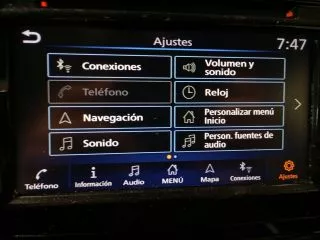 Ajustes
7:47
Conexiones
Volumen y
sonido
Teléfono
Reloj
Navegación
Personalizar menú
Inicio
Sonido
Person. fuentes de
audio
Teléfono
Información
Audio
MENÚ
Mapa
Conexiones
Ajustes